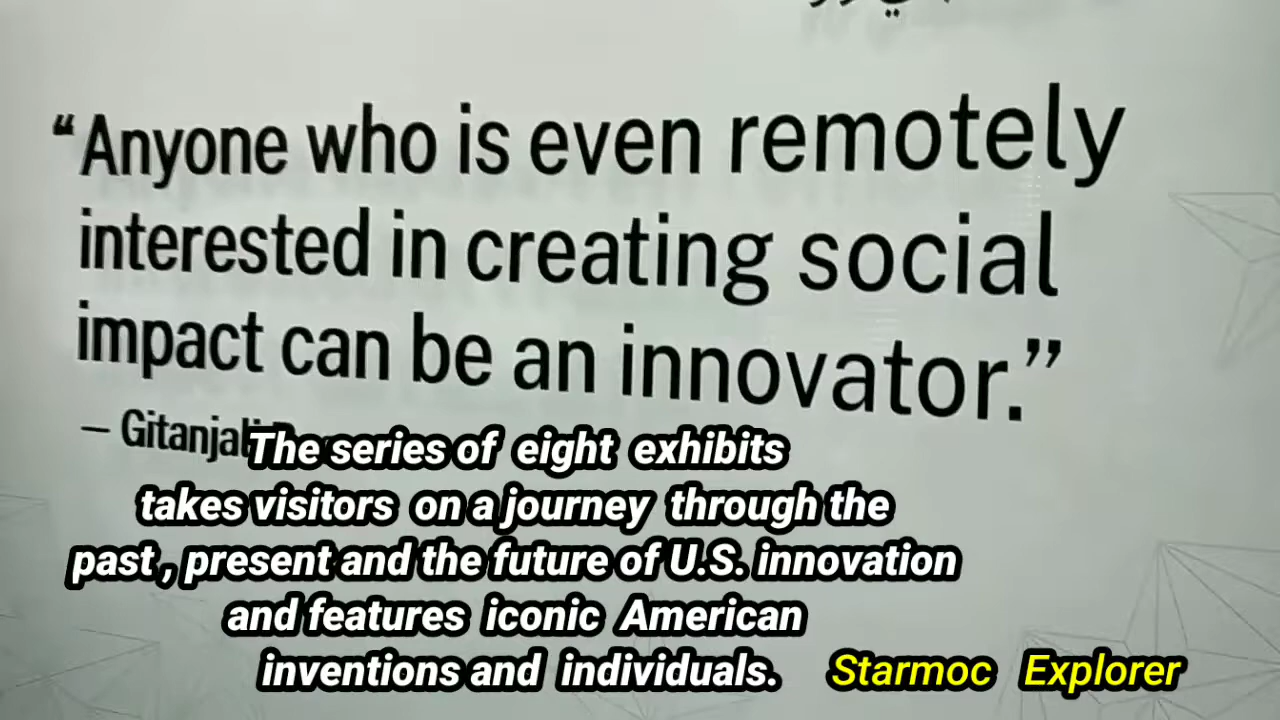 “Anyone who is even remotely
interested in creating social
impact can be an innovator.”
— Gitanjali
The series of eight exhibits
takes visitors on a journey through the
past , present and the future of U.S. innovation
and features iconic American
inventions and individuals. Starmoc Explorer